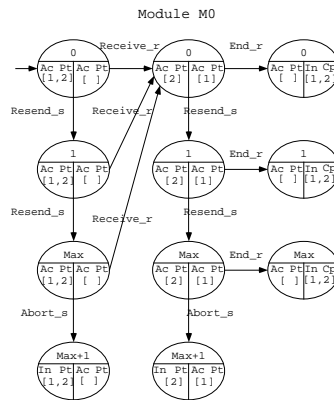 Module M0
0 Receive_r 0 End_r 0
Ac Pt Ac Pt Ac Pt Ac Pt Ac Pt In Cp
[1,2] [ ] [2] [1] [ ] [1,2]
Resend_s Receive_r Resend_s
1 1 End_r 1
Ac Pt Ac Pt Ac Pt Ac Pt Ac Pt In Cp
[1,2] [ ] [2] [1] [ ] [1,2]
Resend_s Receive_r Resend_s
Max Max End_r Max
Ac Pt Ac Pt Ac Pt Ac Pt Ac Pt In Cp
[1,2] [ ] [2] [1] [ ] [1,2]
Abort_s Abort_s
Max+1 Max+1
In Pt Ac Pt In Pt Ac Pt
[1,2] [ ] [2] [1]